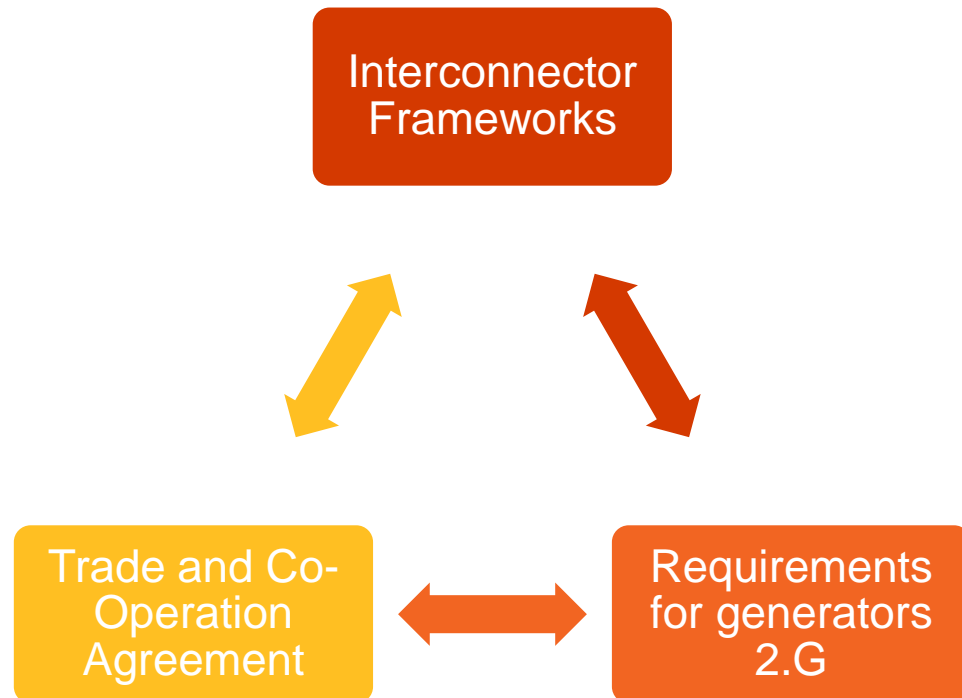 Interconnector
Frameworks
Trade and Co-
Operation
Agreement
Requirements
for generators
2.G